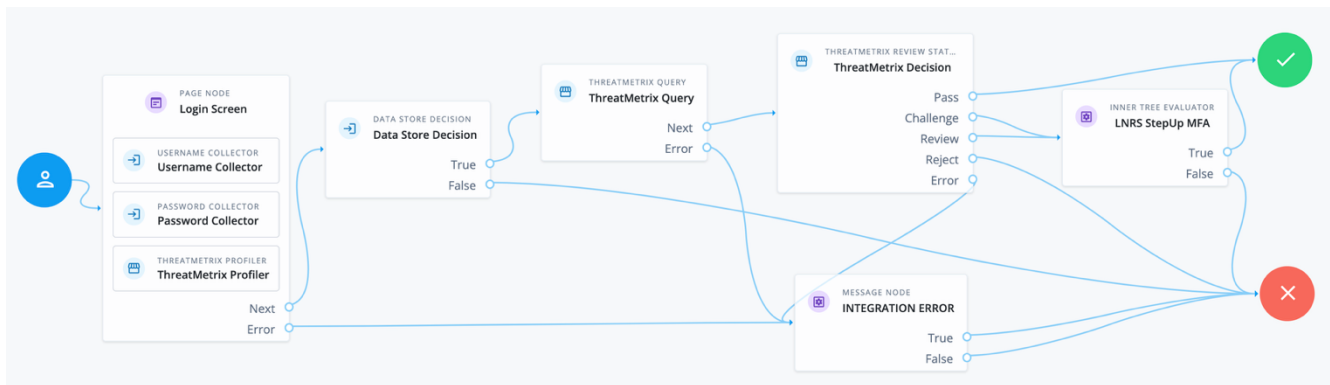 PAGE NODE
Login Screen
USERNAME COLLECTOR
Username Collector
PASSWORD COLLECTOR
Password Collector
THREATMETRIX PROFILER
ThreatMetrix Profiler
Next
Error
DATA STORE DECISION
Data Store Decision
True
False
THREATMETRIX QUERY
ThreatMetrix Query
Next
Error
THREATMETRIX REVIEW STAT...
ThreatMetrix Decision
Pass
Challenge
Review
Reject
Error
INNER TREE EVALUATOR
LNRS StepUp MFA
True
False
MESSAGE NODE
INTEGRATION ERROR
True
False